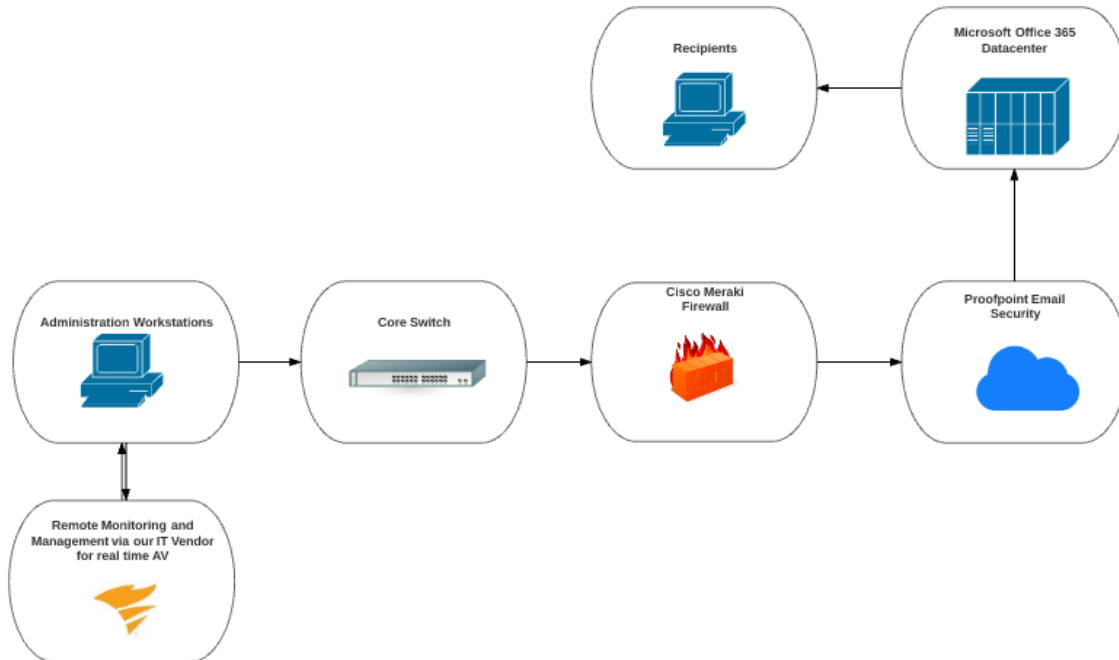 Recipients
Microsoft Office 365
Datacenter
Administration Workstations
Core Switch
Cisco Meraki
Firewall
Proofpoint Email
Security
Remote Monitoring and
Management via our IT Vendor
for real time AV